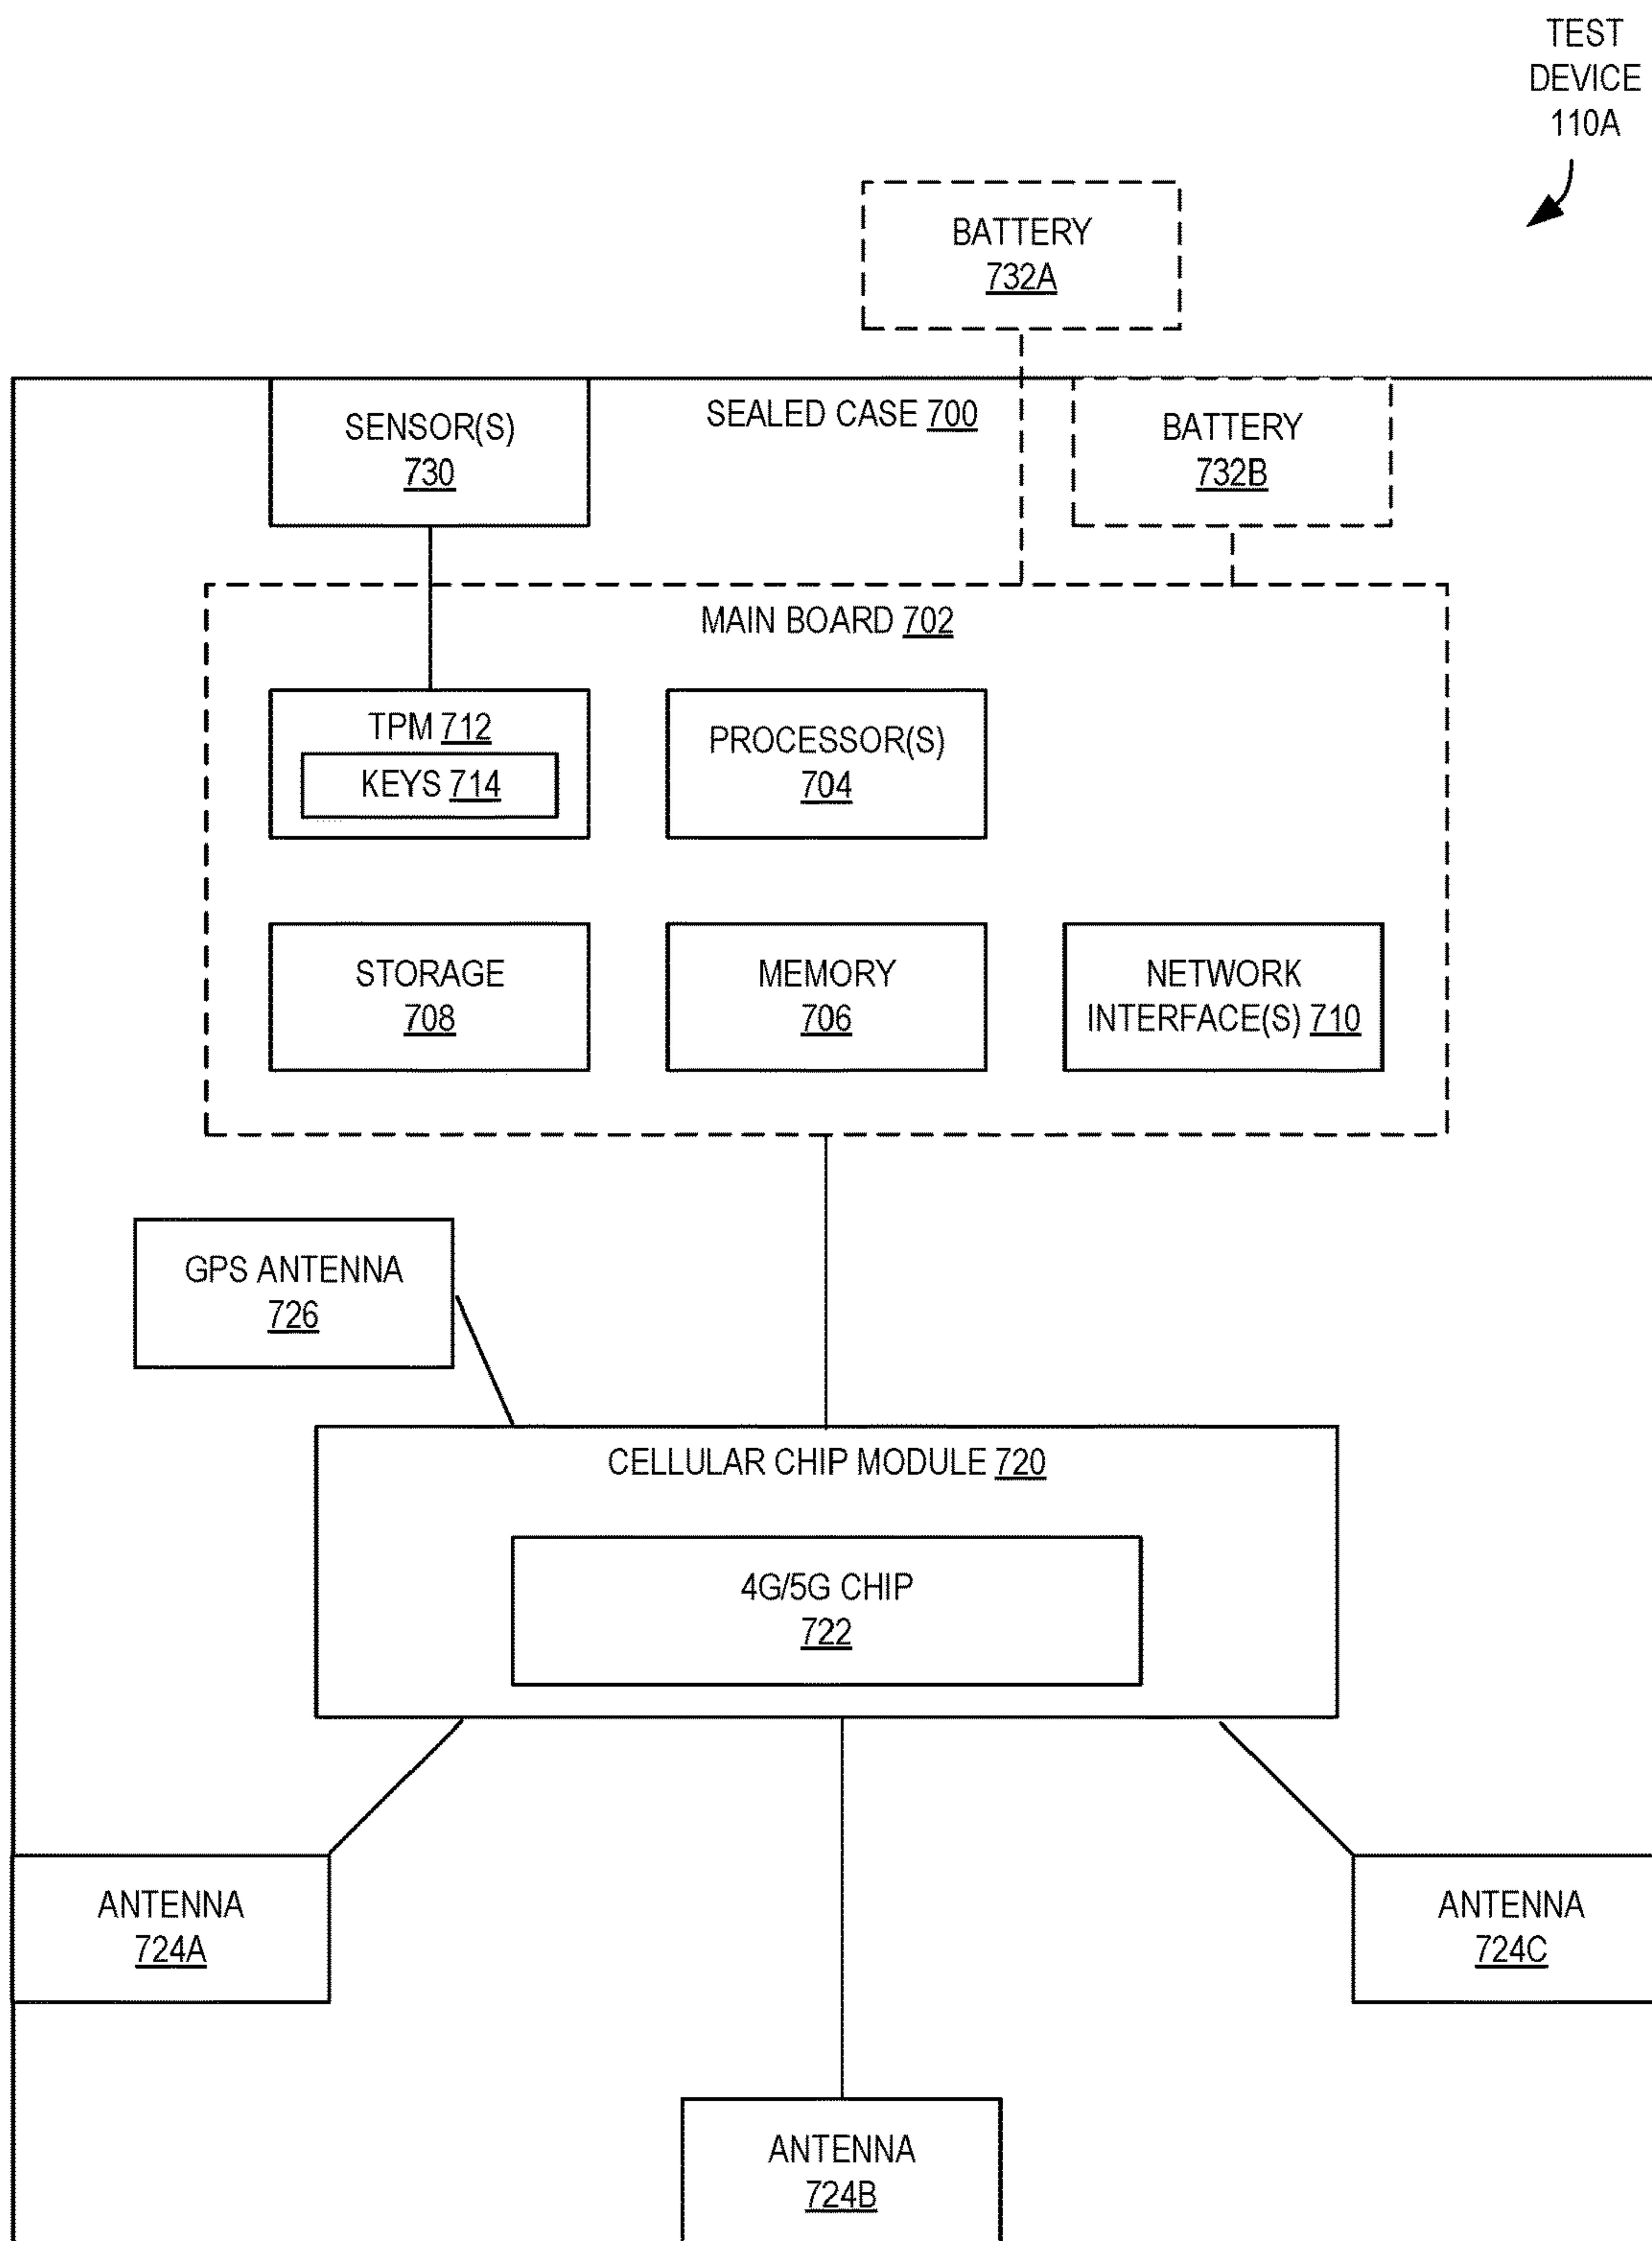 TEST
DEVICE
110A
BATTERY
732A
SENSOR(S)
730
SEALED CASE 700
BATTERY
732B
MAIN BOARD 702
TPM 712
KEYS 714
PROCESSOR(S)
704
STORAGE
708
MEMORY
706
NETWORK
INTERFACE(S) 710
GPS ANTENNA
726
CELLULAR CHIP MODULE 720
4G/5G CHIP
722
ANTENNA
724A
ANTENNA
724C
ANTENNA
724B